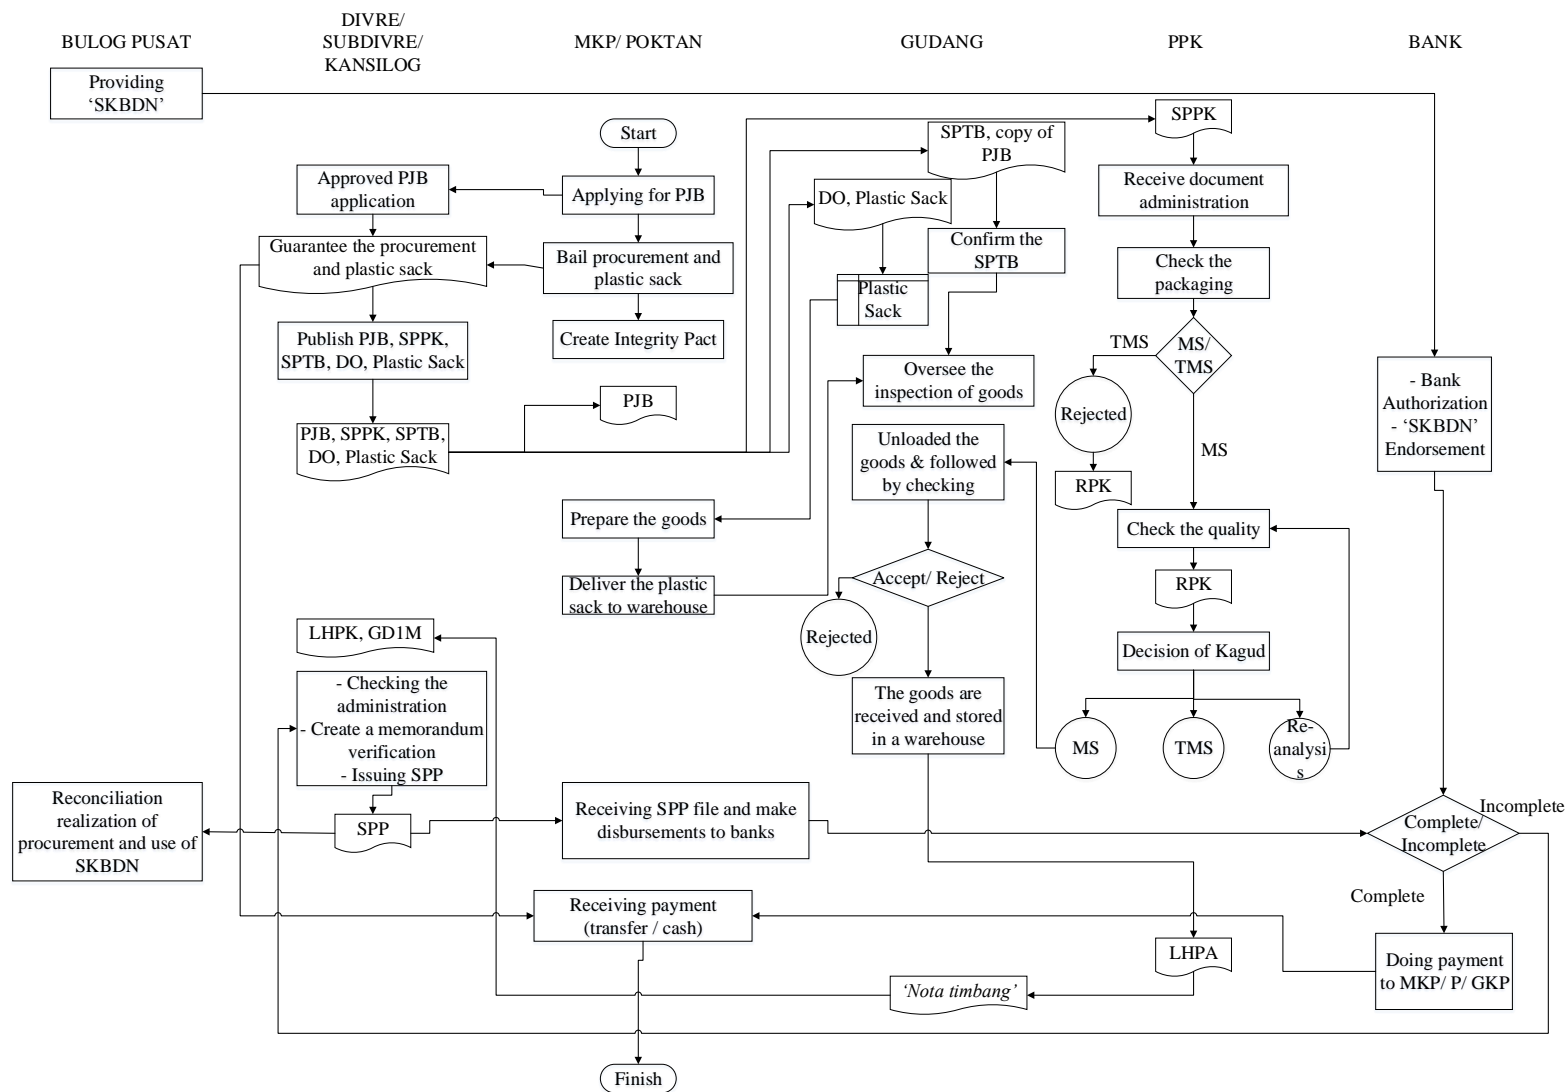 BULOG PUSAT
DIVRE/
SUBDIVRE/
KANSILOG
MKP/ POKTAN
GUDANG
PPK
BANK
Providing
‘SKBDN’
Start
Approved PJB
application
Applying for PJB
Guarantee the procurement
and plastic sack
Bail procurement and
plastic sack
Publish PJB, SPPK,
SPTB, DO, Plastic Sack
Create Integrity Pact
PJB, SPPK, SPTB,
DO, Plastic Sack
PJB
SPTB, copy of
PJB
DO, Plastic Sack
Confirm the
SPTB
Plastic
Sack
Oversee the
inspection of goods
Unloaded the
goods & followed
by checking
Prepare the goods
Deliver the plastic
sack to warehouse
Accept/ Reject
Rejected
The goods are
received and stored
in a warehouse
SPPK
Receive document
administration
Check the
packaging
TMS
MS/
TMS
Rejected
RPK
MS
Check the quality
RPK
Decision of Kagud
MS
TMS
Re-
analysi
s
- Bank
Authorization
- ‘SKBDN’
Endorsement
LHPK, GD1M
- Checking the
administration
- Create a memorandum
verification
- Issuing SPP
Reconciliation
realization of
procurement and use of
SKBDN
SPP
Receiving SPP file and make
disbursements to banks
Complete/
Incomplete
Incomplete
Complete
Receiving payment
(transfer / cash)
LHPA
Doing payment
to MKP/ P/ GKP
‘Nota timbang’
Finish